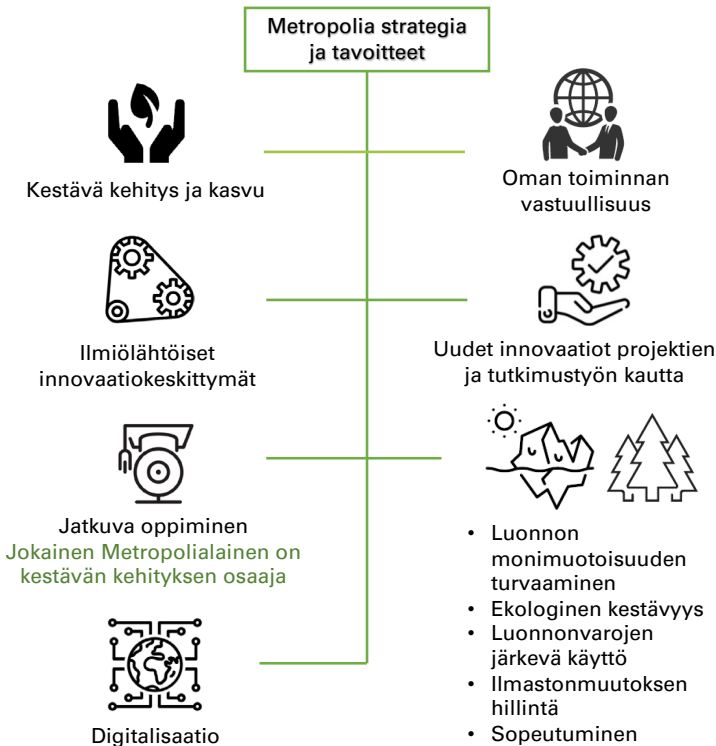 Metropolia strategia
ja tavoitteet
Kestävä kehitys ja kasvu
Oman toiminnan
vastuullisuus
Ilmiölähtöiset
innovaatiokeskittymät
Uudet innovaatiot projektien
ja tutkimustyön kautta
Jatkuva oppiminen
Jokainen Metropolialainen on
kestävän kehityksen osaaja
• Luonnon
monimuotoisuuden
turvaaminen
• Ekologinen kestävyys
• Luonnonvarojen
järkevä käyttö
• Ilmastonmuutoksen
hillintä
• Sopeutuminen
Digitalisaatio